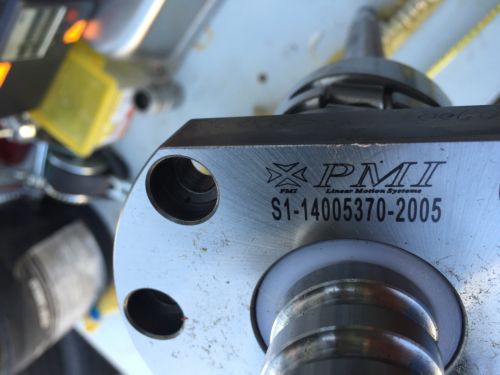 PMI
PMI
Linear Motion Systems
S1-14005370-2005